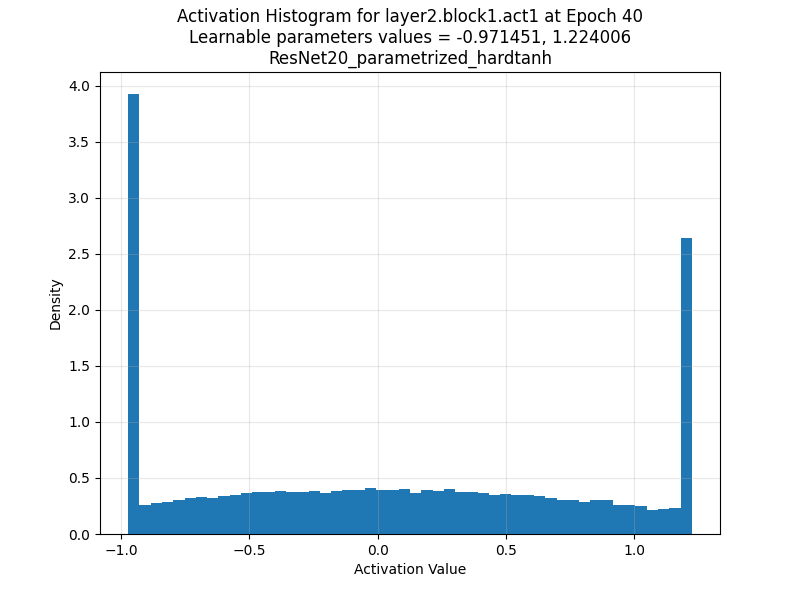 Activation Histogram for layer2.block1.act1 at Epoch 40
Learnable parameters values = -0.971451, 1.224006
ResNet20_parametrized_hardtanh
4.0
3.5
3.0
2.5
2.0
1.5
1.0
0.5
0.0
Density
−1.0
−0.5
0.0
0.5
1.0
Activation Value